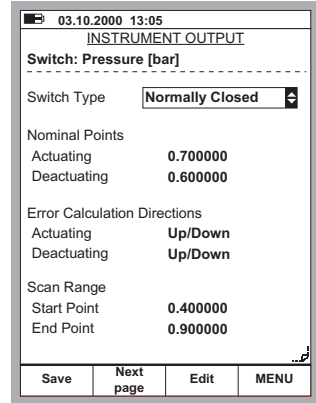 03.10.2000 13:05
INSTRUMENT OUTPUT
Switch: Pressure [bar]
Switch Type Normally Closed
Nominal Points
Actuating 0.700000
Deactuating 0.600000
Error Calculation Directions
Actuating Up/Down
Deactuating Up/Down
Scan Range
Start Point 0.400000
End Point 0.900000
Save Next page Edit MENU